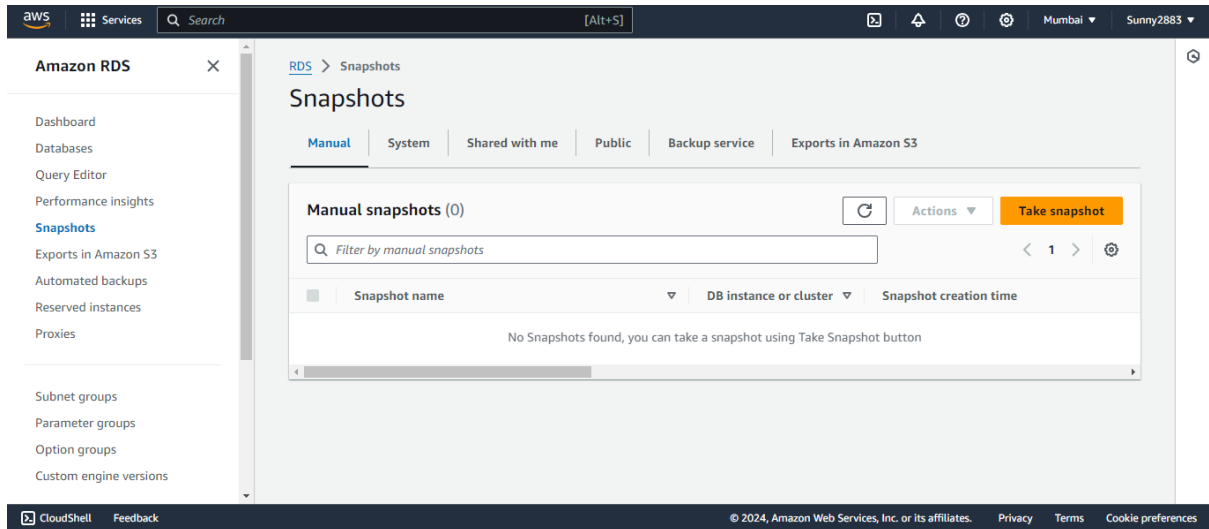 aws Services Search [Alt+S] Mumbai Sunny2883
Amazon RDS
Dashboard
Databases
Query Editor
Performance insights
Snapshots
Exports in Amazon S3
Automated backups
Reserved instances
Proxies
Subnet groups
Parameter groups
Option groups
Custom engine versions
RDS > Snapshots
Snapshots
Manual System Shared with me Public Backup service Exports in Amazon S3
Manual snapshots (0) Actions Take snapshot
Filter by manual snapshots 1
Snapshot name DB instance or cluster Snapshot creation time
No Snapshots found, you can take a snapshot using Take Snapshot button
CloudShell Feedback © 2024, Amazon Web Services, Inc. or its affiliates. Privacy Terms Cookie preferences